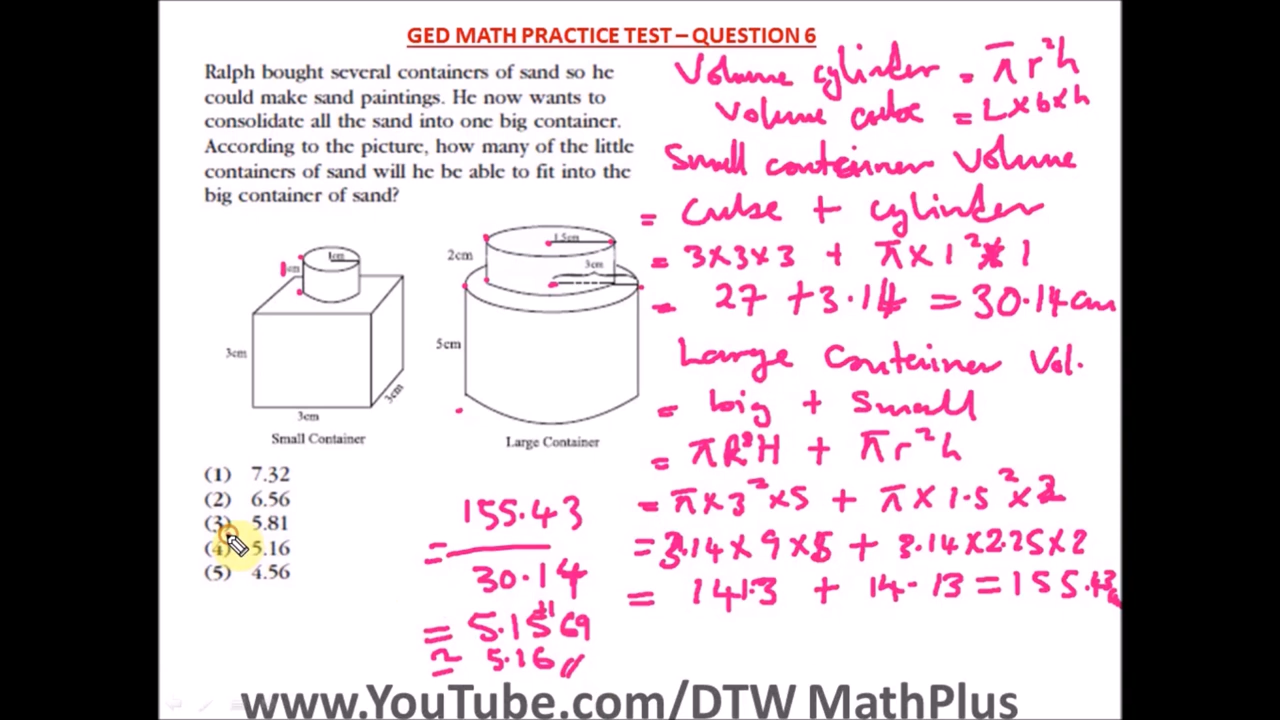 GED MATH PRACTICE TEST – QUESTION 6
Ralph bought several containers of sand so he
could make sand paintings. He now wants to
consolidate all the sand into one big container.
According to the picture, how many of the little
containers of sand will he be able to fit into the
big container of sand?
1cm
cm
3cm
3cm
3cm
Small Container
2cm
1.5cm
3cm
5cm
Large Container
(1) 7.32
(2) 6.56
(3) 5.81
(4) 5.16
(5) 4.56
Volume cylinter = πr²h
Volume cube = L×b×h
Small container Volume
= Cube + cylinter
= 3×3×3 + π×1²×1
= 27 + 3.14 = 30.14cm
Large Container Vol.
= big + Small
= πR²H + πr²h
= π×3²×5 + π×1.5²×2
= 3.14×9×5 + 3.14×2.25×2
= 141.3 + 14.13 = 155.43
= 155.43
30.14
= 5.1569
≈ 5.16
www.YouTube.com/DTW MathPlus